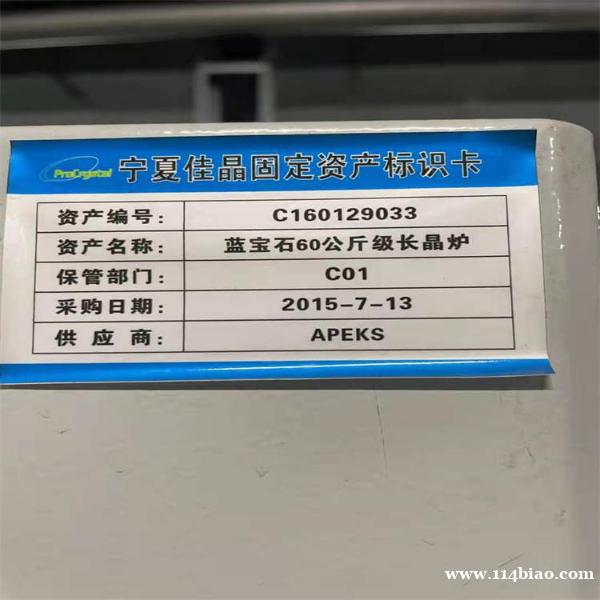 ProCrystal 宁夏佳晶固定资产标识卡
资产编号: C160129033
资产名称: 蓝宝石60公斤级长晶炉
保管部门: C01
采购日期: 2015-7-13
供应商: APEKS
www.114biao.com